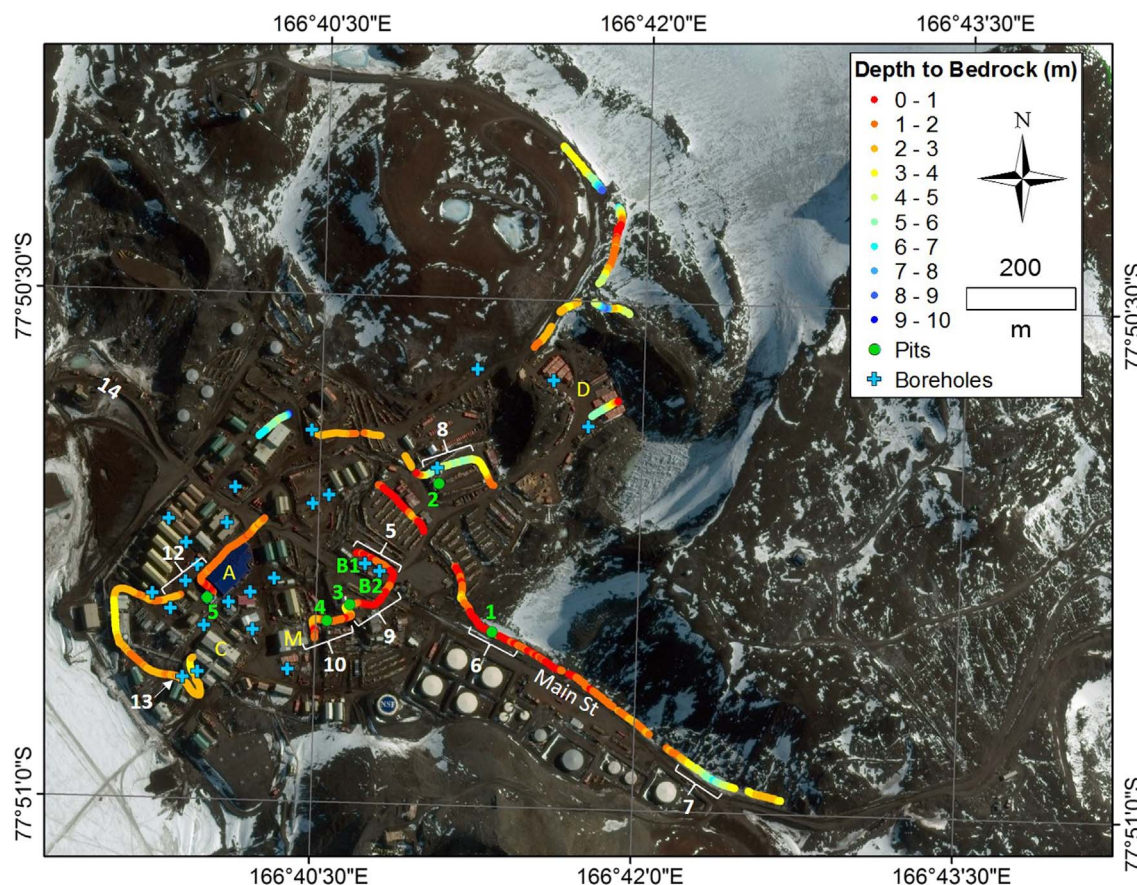 166°40'30"E 166°42'0"E 166°43'30"E
Depth to Bedrock (m)
0 - 1
1 - 2
2 - 3
3 - 4
4 - 5
5 - 6
6 - 7
7 - 8
8 - 9
9 - 10
Pits
Boreholes
N
200
m
77°50'30"S
77°50'30"S
D
14
8
2
5
12
B1
A
B2
3
5
4
1
M
9
C
10
6
13
Main St
NSF
7
77°51'0"S
77°51'0"S
166°40'30"E 166°42'0"E 166°43'30"E